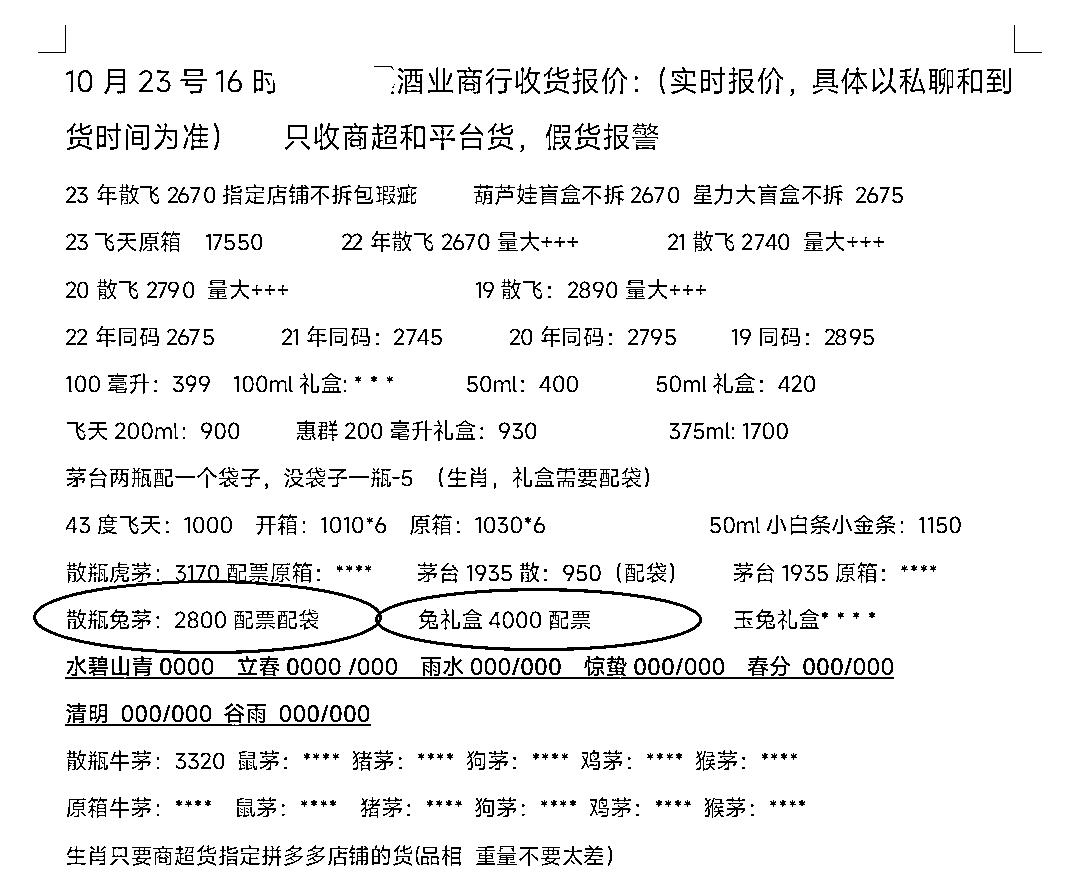 10 月 23 号 16 时 酒业商行收货报价：（实时报价，具体以私聊和到
货时间为准） 只收商超和平台货，假货报警
23 年散飞 2670 指定店铺不拆包瑕疵 葫芦娃盲盒不拆 2670 星力大盲盒不拆 2675
23 飞天原箱 17550 22 年散飞 2670 量大+++ 21 散飞 2740 量大+++
20 散飞 2790 量大+++ 19 散飞：2890 量大+++
22 年同码 2675 21 年同码：2745 20 年同码：2795 19 同码：2895
100 毫升：399 100ml 礼盒: * * * 50ml：400 50ml 礼盒：420
飞天 200ml：900 惠群 200 毫升礼盒：930 375ml: 1700
茅台两瓶配一个袋子，没袋子一瓶-5 （生肖，礼盒需要配袋）
43 度飞天：1000 开箱：1010*6 原箱：1030*6 50ml 小白条小金条：1150
散瓶虎茅：3170 配票原箱：**** 茅台 1935 散：950（配袋） 茅台 1935 原箱：****
散瓶兔茅：2800 配票配袋 兔礼盒 4000 配票 玉兔礼盒* * * *
水碧山青 0000 立春 0000 /000 雨水 000/000 惊蛰 000/000 春分 000/000
清明 000/000 谷雨 000/000
散瓶牛茅：3320 鼠茅：**** 猪茅：**** 狗茅：**** 鸡茅：**** 猴茅：****
原箱牛茅：**** 鼠茅：**** 猪茅：**** 狗茅：**** 鸡茅：**** 猴茅：****
生肖只要商超货指定拼多多店铺的货(品相 重量不要太差）